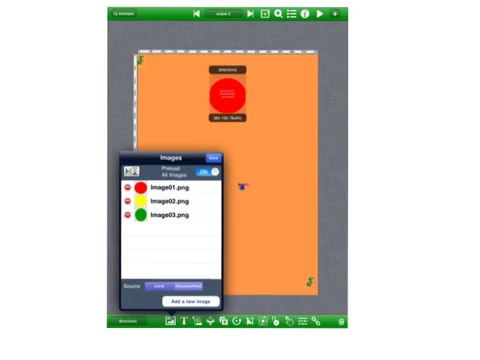 scene 3
directions
Images
Done
Preload
All Images
ON
Image01.png
Image02.png
Image03.png
Source
Local
Add a new image
directions